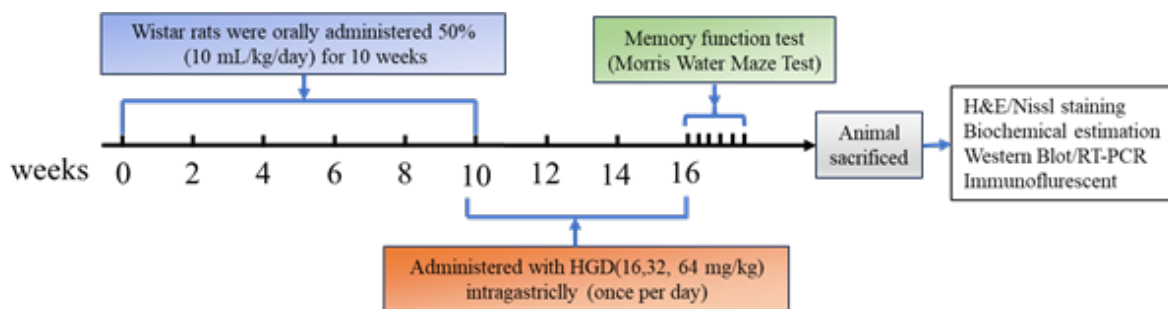 Wistar rats were orally administered 50%
(10 mL/kg/day) for 10 weeks
Memory function test
(Morris Water Maze Test)
H&E/Nissl staining
Biochemical estimation
Western Blot/RT-PCR
Immunoflurescent
Animal
sacrificed
weeks 0 2 4 6 8 10 12 14 16
Administered with HGD(16,32, 64 mg/kg)
intragastriclly (once per day)